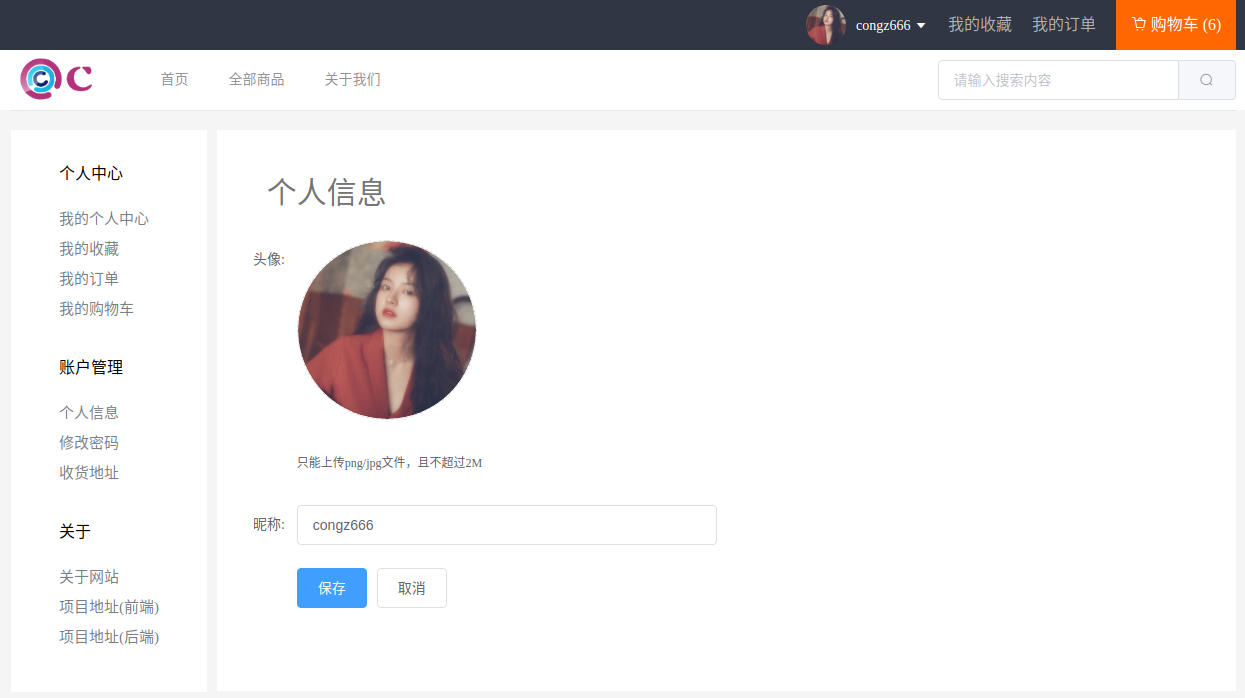 congz666 我的收藏 我的订单 购物车 (6)
C C 首页 全部商品 关于我们 请输入搜索内容
个人中心
我的个人中心
我的收藏
我的订单
我的购物车
账户管理
个人信息
修改密码
收货地址
关于
关于网站
项目地址(前端)
项目地址(后端)
个人信息
头像:
只能上传png/jpg文件，且不超过2M
昵称: congz666
保存 取消